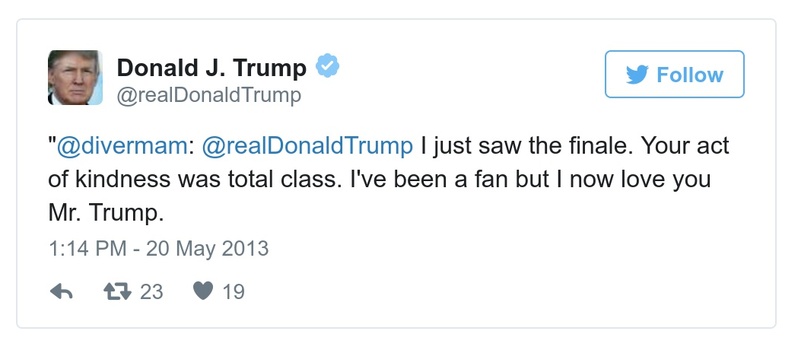 Donald J. Trump
@realDonaldTrump
Follow
"@divermam: @realDonaldTrump I just saw the finale. Your act
of kindness was total class. I've been a fan but I now love you
Mr. Trump.
1:14 PM - 20 May 2013
23 19